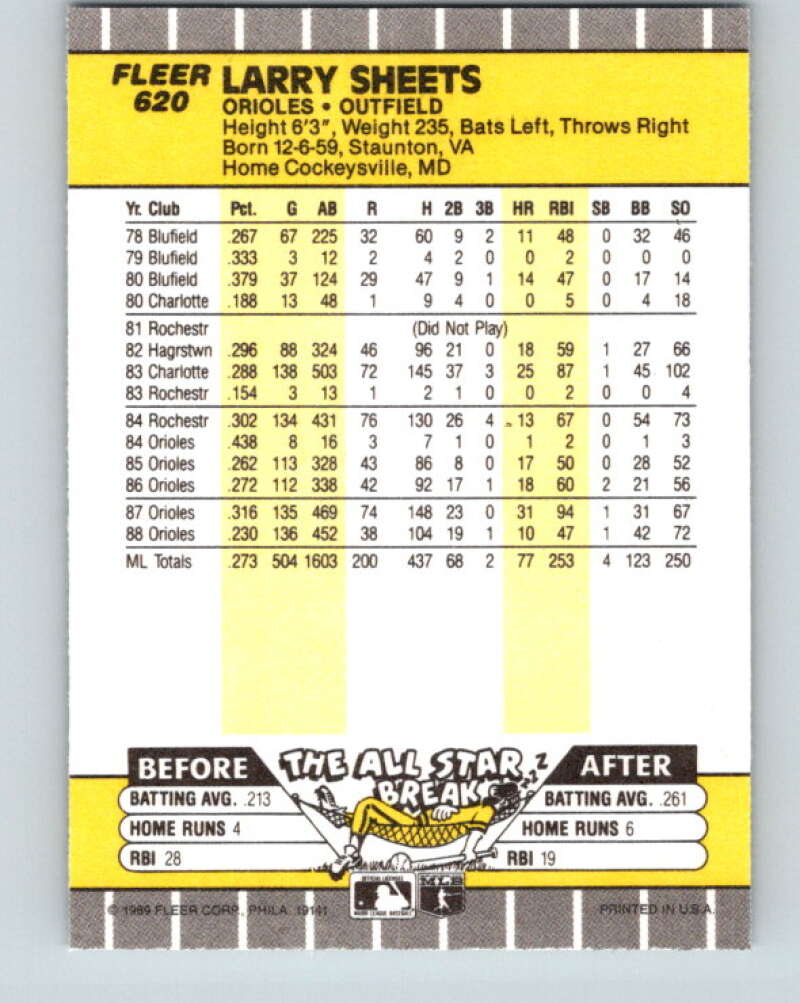 FLEER LARRY SHEETS
620 ORIOLES • OUTFIELD
Height 6'3", Weight 235, Bats Left, Throws Right
Born 12-6-59, Staunton, VA
Home Cockeysville, MD
Yr. Club Pct. G AB R H 2B 3B HR RBI SB BB SO
78 Blufield .267 67 225 32 60 9 2 11 48 0 32 46
79 Blufield .333 3 12 2 4 2 0 0 2 0 0 0
80 Blufield .379 37 124 29 47 9 1 14 47 0 17 14
80 Charlotte .188 13 48 1 9 4 0 0 5 0 4 18
81 Rochestr (Did Not Play)
82 Hagrstwn .296 88 324 46 96 21 0 18 59 1 27 66
83 Charlotte .288 138 503 72 145 37 3 25 87 1 45 102
83 Rochestr .154 3 13 1 2 1 0 0 2 0 0 4
84 Rochestr .302 134 431 76 130 26 4 13 67 0 54 73
84 Orioles .438 8 16 3 7 1 0 1 2 0 1 3
85 Orioles .262 113 328 43 86 8 0 17 50 0 28 52
86 Orioles .272 112 338 42 92 17 1 18 60 2 21 56
87 Orioles .316 135 469 74 148 23 0 31 94 1 31 67
88 Orioles .230 136 452 38 104 19 1 10 47 1 42 72
ML Totals .273 504 1603 200 437 68 2 77 253 4 123 250
BEFORE THE ALL STAR BREAK ZZZ AFTER
BATTING AVG. .213 BATTING AVG. .261
HOME RUNS 4 HOME RUNS 6
RBI 28 RBI 19
OFFICIAL LICENSEE
MAJOR LEAGUE BASEBALL
MLB
© 1989 FLEER CORP., PHILA. 19141 PRINTED IN U.S.A.